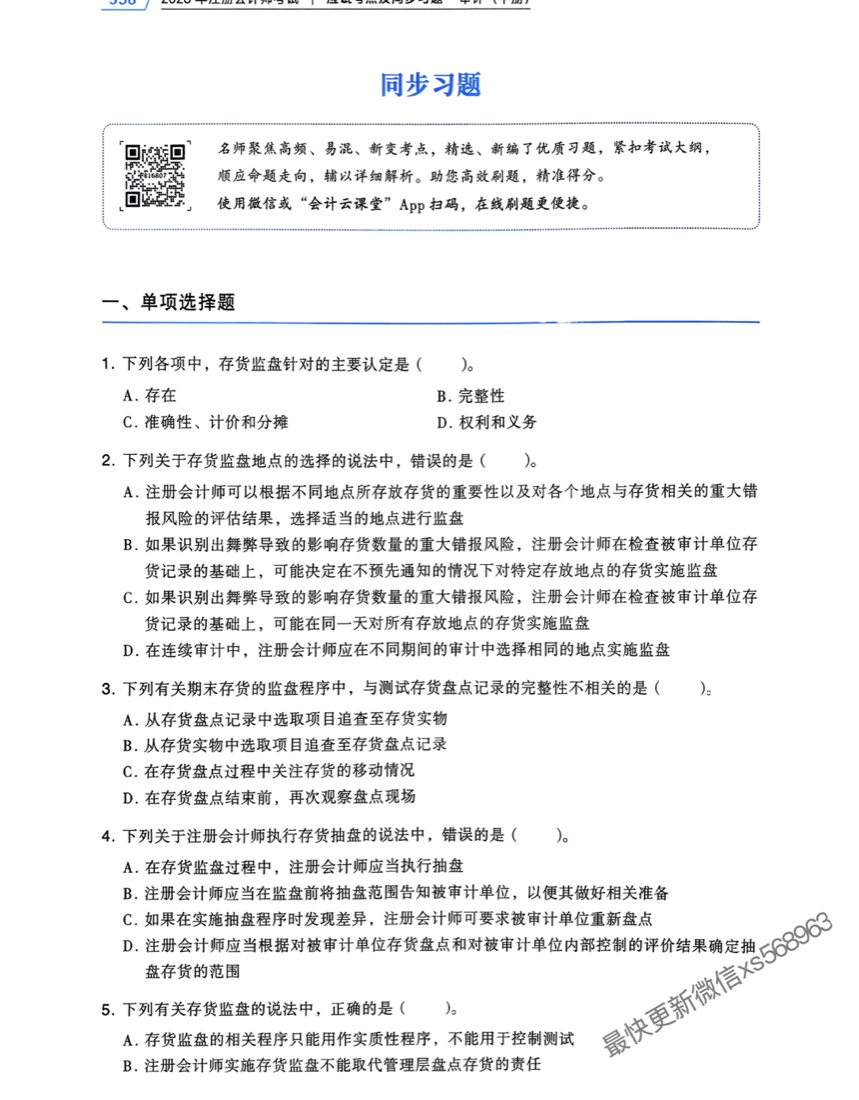 同步习题
名师聚焦高频、易混、新变考点，精选、新编了优质习题，紧扣考试大纲，
顺应命题走向，辅以详细解析。助您高效刷题，精准得分。
使用微信或“会计云课堂”App 扫码，在线刷题更便捷。
一、单项选择题
1. 下列各项中，存货监盘针对的主要认定是（　　）。
A. 存在　　B. 完整性
C. 准确性、计价和分摊　　D. 权利和义务
2. 下列关于存货监盘地点的选择的说法中，错误的是（　　）。
A. 注册会计师可以根据不同地点所存放存货的重要性以及对各个地点与存货相关的重大错
报风险的评估结果，选择适当的地点进行监盘
B. 如果识别出舞弊导致的影响存货数量的重大错报风险，注册会计师在检查被审计单位存
货记录的基础上，可能决定在不预先通知的情况下对特定存放地点的存货实施监盘
C. 如果识别出舞弊导致的影响存货数量的重大错报风险，注册会计师在检查被审计单位存
货记录的基础上，可能在同一天对所有存放地点的存货实施监盘
D. 在连续审计中，注册会计师应在不同期间的审计中选择相同的地点实施监盘
3. 下列有关期末存货的监盘程序中，与测试存货盘点记录的完整性不相关的是（　　）。
A. 从存货盘点记录中选取项目追查至存货实物
B. 从存货实物中选取项目追查至存货盘点记录
C. 在存货盘点过程中关注存货的移动情况
D. 在存货盘点结束前，再次观察盘点现场
4. 下列关于注册会计师执行存货抽盘的说法中，错误的是（　　）。
A. 在存货监盘过程中，注册会计师应当执行抽盘
B. 注册会计师应当在监盘前将抽盘范围告知被审计单位，以便其做好相关准备
C. 如果在实施抽盘程序时发现差异，注册会计师可要求被审计单位重新盘点
D. 注册会计师应当根据对被审计单位存货盘点和对被审计单位内部控制的评价结果确定抽
盘存货的范围
5. 下列有关存货监盘的说法中，正确的是（　　）。
A. 存货监盘的相关程序只能用作实质性程序，不能用于控制测试
B. 注册会计师实施存货监盘不能取代管理层盘点存货的责任
最快更新微信xs568963